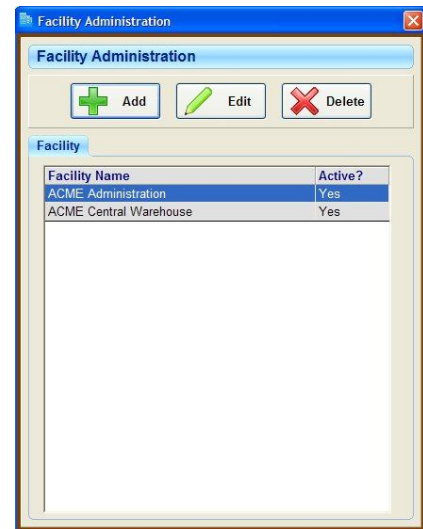 Facility Administration
Facility Administration
Add Edit Delete
Facility
Facility Name Active?
ACME Administration Yes
ACME Central Warehouse Yes